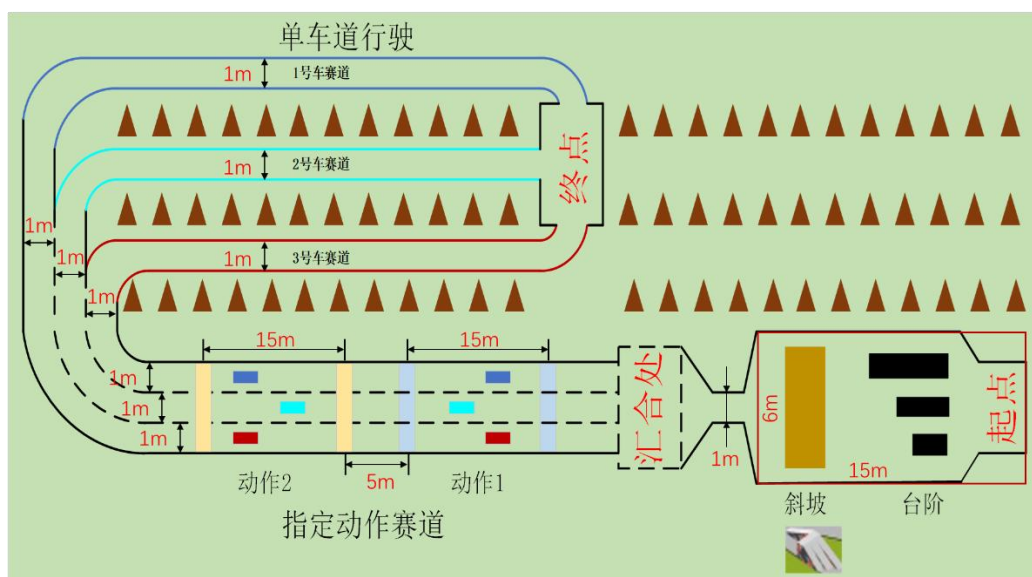 单车道行驶
1m
1号车赛道
1m
2号车赛道
终点
1m
1m
1m
3号车赛道
1m
15m
15m
1m
1m
1m
汇合处
1m
6m
起点
15m
动作2
5m
动作1
斜坡
台阶
指定动作赛道